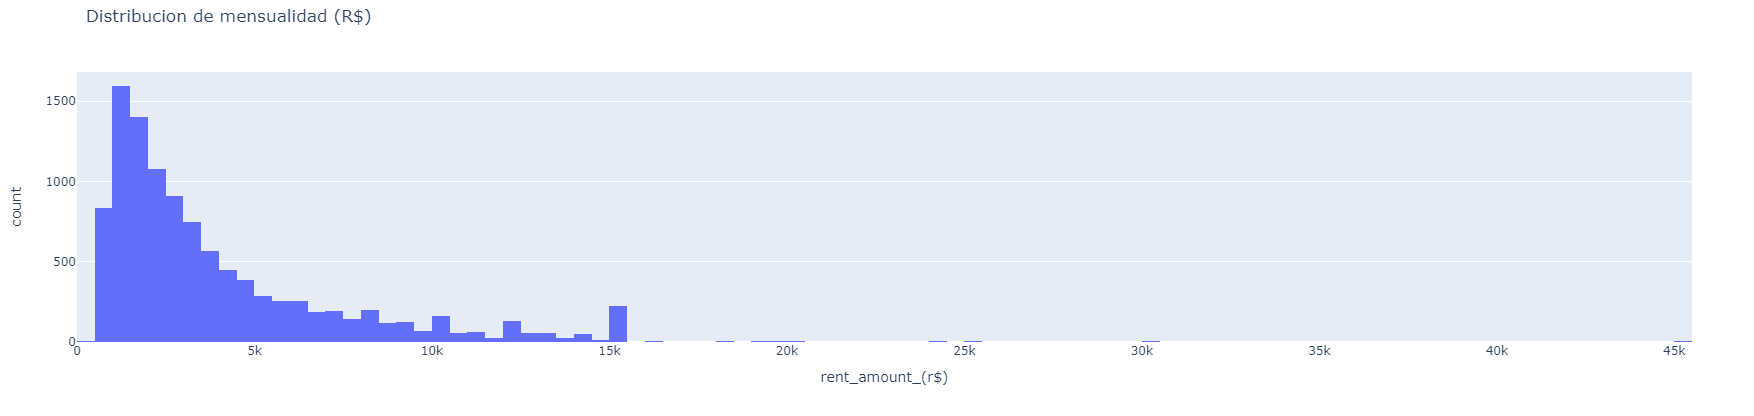 Distribucion de mensualidad (R$)
1500
1000
500
0
count
0 5k 10k 15k 20k 25k 30k 35k 40k 45k
rent_amount_(r$)